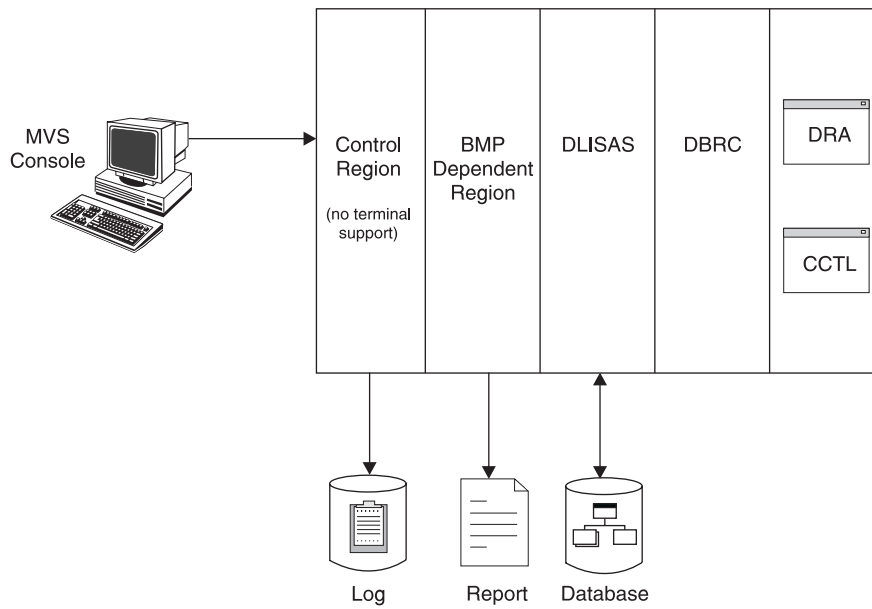 MVS
Console
Control
Region
(no terminal
support)
BMP
Dependent
Region
DLISAS
DBRC
DRA
CCTL
Log
Report
Database